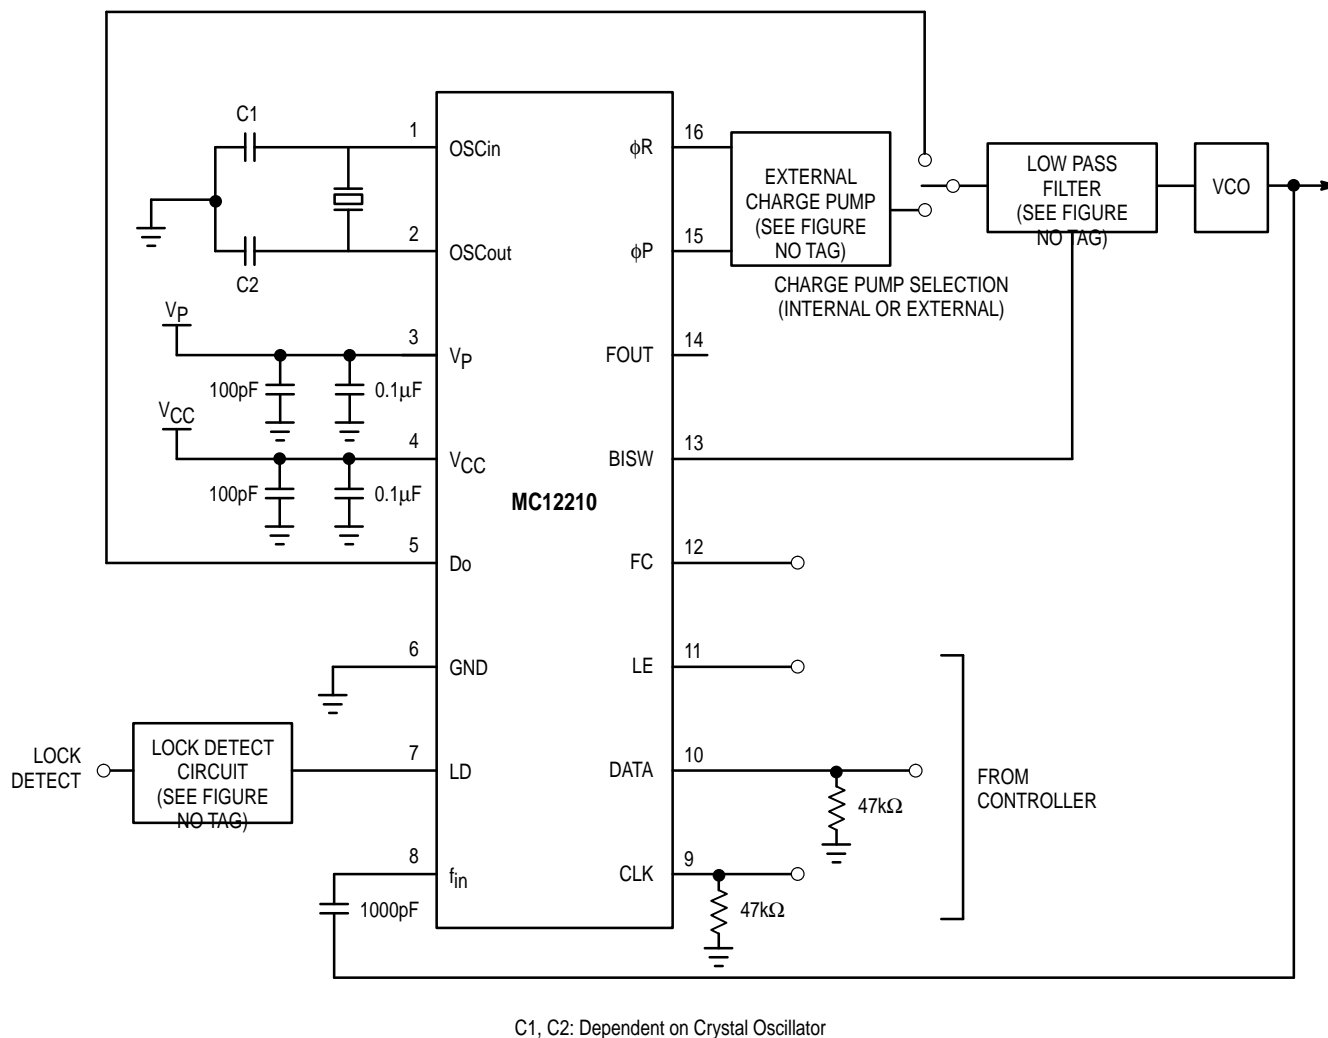 C1
1
OSCin
ϕR
16
EXTERNAL
CHARGE PUMP
(SEE FIGURE
NO TAG)
LOW PASS
FILTER
(SEE FIGURE
NO TAG)
VCO
2
OSCout
C2
ϕP
15
CHARGE PUMP SELECTION
(INTERNAL OR EXTERNAL)
VP
3
VP
FOUT
14
100pF
0.1μF
VCC
4
VCC
BISW
13
100pF
0.1μF
MC12210
5
Do
FC
12
6
GND
LE
11
LOCK
DETECT
LOCK DETECT
CIRCUIT
(SEE FIGURE
NO TAG)
7
LD
DATA
10
47kΩ
FROM
CONTROLLER
8
fin
CLK
9
1000pF
47kΩ
C1, C2: Dependent on Crystal Oscillator